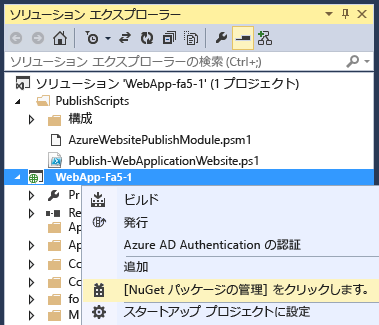 ソリューション エクスプローラー
ソリューション エクスプローラー の検索 (Ctrl+;)
ソリューション 'WebApp-fa5-1' (1 プロジェクト)
PublishScripts
構成
AzureWebsitePublishModule.psm1
Publish-WebApplicationWebsite.ps1
WebApp-Fa5-1
Pr
ビルド
Re
発行
Ap
Ap
Azure AD Authentication の認証
Cc
追加
Cc
[NuGet パッケージの管理] をクリックします。
fo
M
スタートアップ プロジェクトに設定